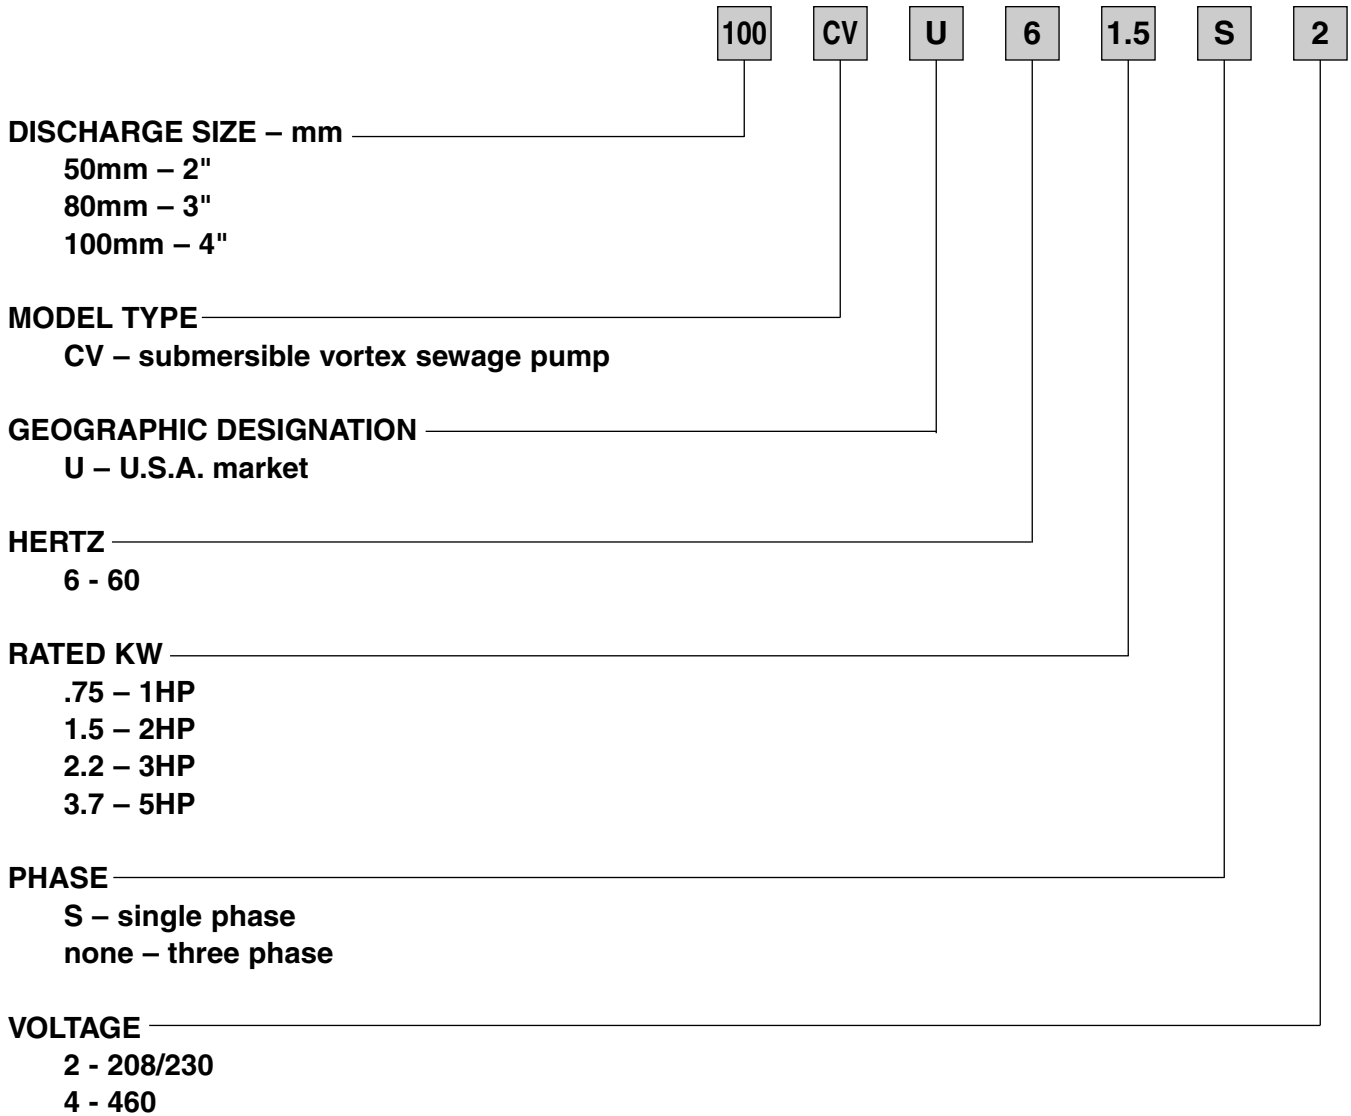 100 CV U 6 1.5 S 2
DISCHARGE SIZE – mm
50mm – 2"
80mm – 3"
100mm – 4"
MODEL TYPE
CV – submersible vortex sewage pump
GEOGRAPHIC DESIGNATION
U – U.S.A. market
HERTZ
6 - 60
RATED KW
.75 – 1HP
1.5 – 2HP
2.2 – 3HP
3.7 – 5HP
PHASE
S – single phase
none – three phase
VOLTAGE
2 - 208/230
4 - 460